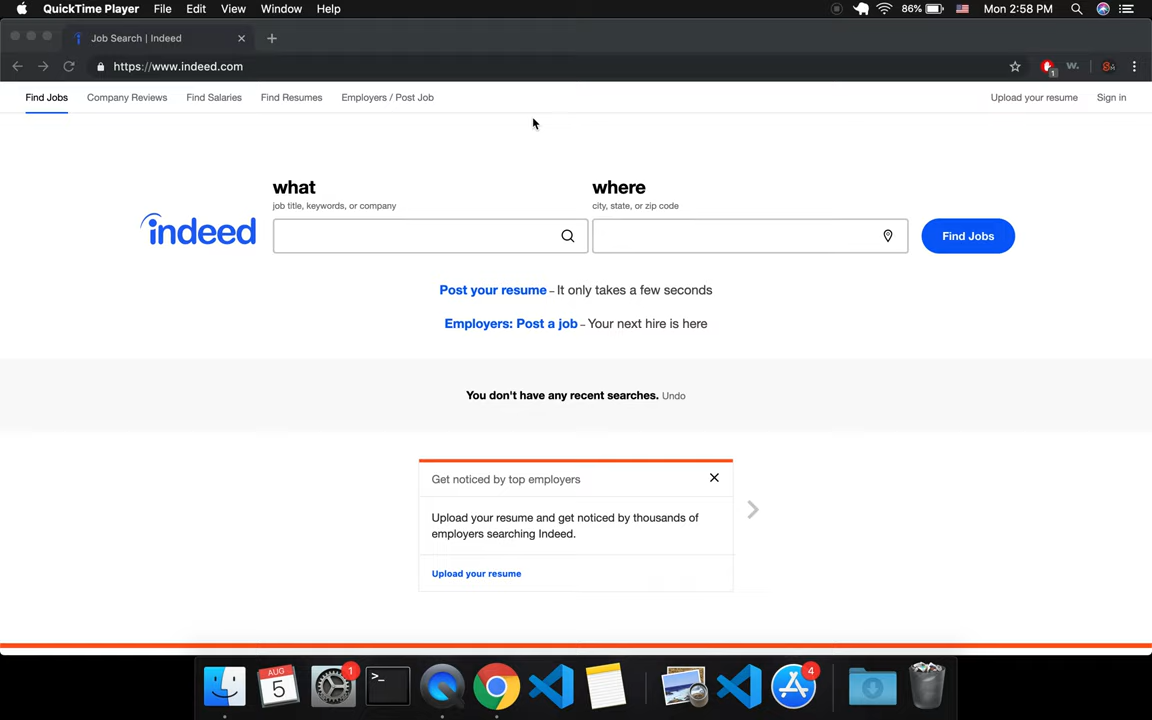 QuickTime Player File Edit View Window Help 86% Mon 2:58 PM
Job Search | Indeed
https://www.indeed.com 1 w.
Find Jobs Company Reviews Find Salaries Find Resumes Employers / Post Job Upload your resume Sign in
what where
job title, keywords, or company city, state, or zip code
indeed Find Jobs
Post your resume – It only takes a few seconds
Employers: Post a job – Your next hire is here
You don't have any recent searches. Undo
Get noticed by top employers
Upload your resume and get noticed by thousands of
employers searching Indeed.
Upload your resume
AUG 1 >_ 4
5